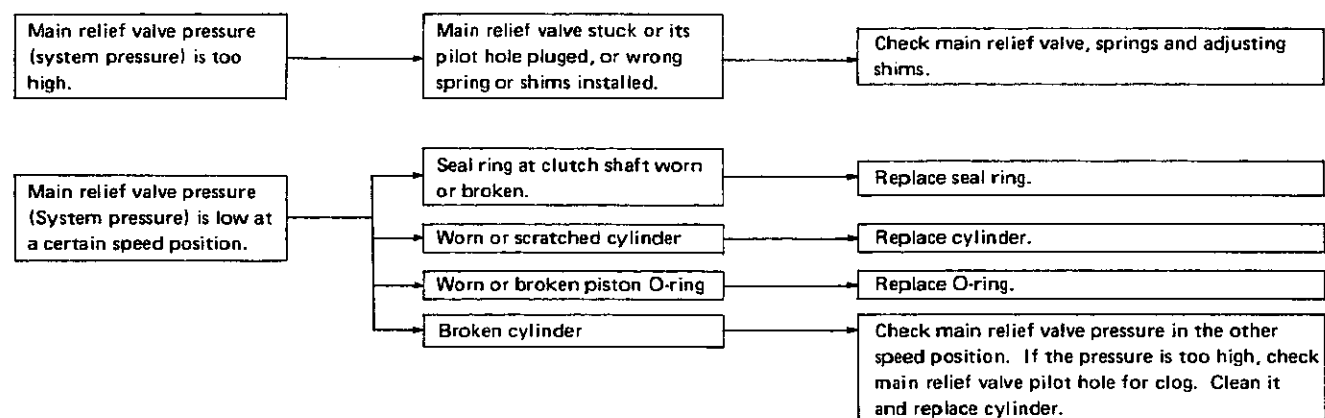 Main relief valve pressure
(system pressure) is too
high.
Main relief valve stuck or its
pilot hole pluged, or wrong
spring or shims installed.
Check main relief valve, springs and adjusting
shims.
Main relief valve pressure
(System pressure) is low at
a certain speed position.
Seal ring at clutch shaft worn
or broken.
Replace seal ring.
Worn or scratched cylinder
Replace cylinder.
Worn or broken piston O-ring
Replace O-ring.
Broken cylinder
Check main relief valve pressure in the other
speed position. If the pressure is too high, check
main relief valve pilot hole for clog. Clean it
and replace cylinder.